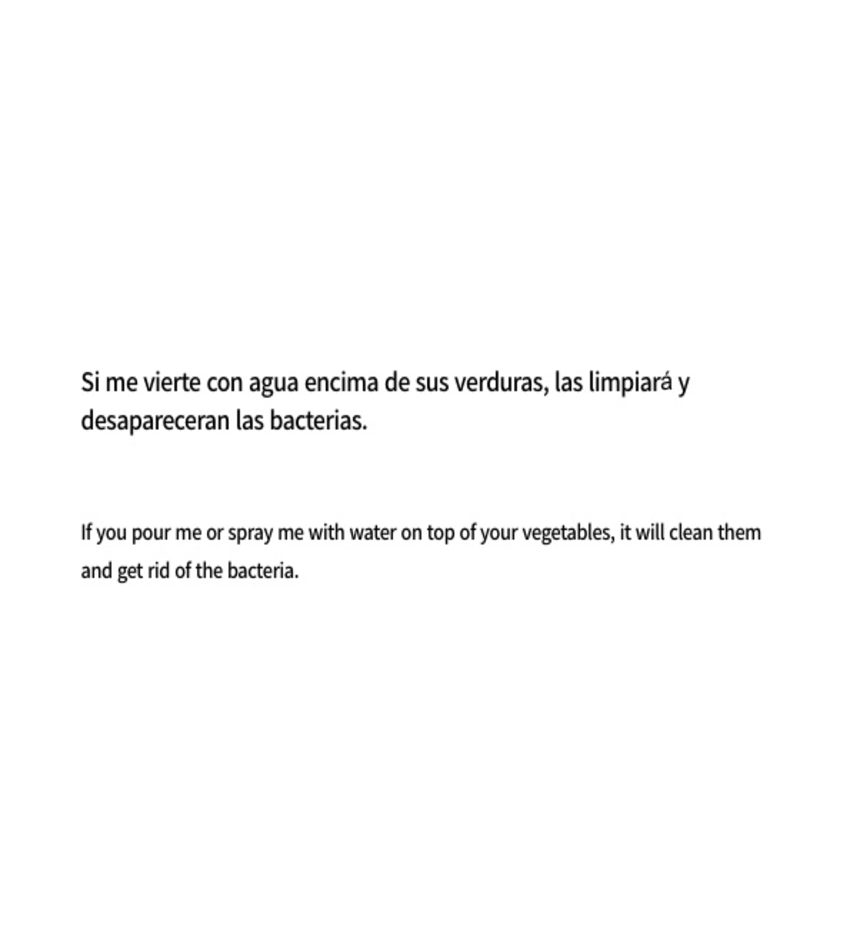 Si me vierte con agua encima de sus verduras, las limpiará y
desapareceran las bacterias.
If you pour me or spray me with water on top of your vegetables, it will clean them
and get rid of the bacteria.